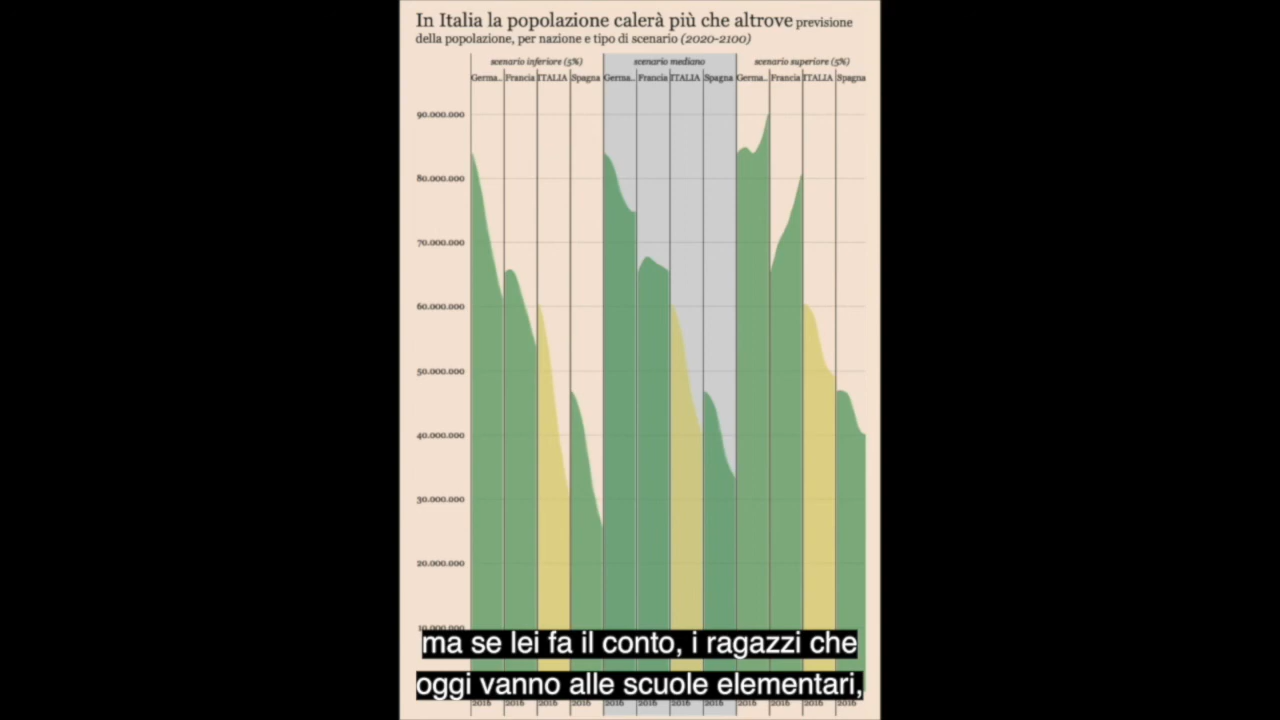 In Italia la popolazione calerà più che altrove previsione
della popolazione, per nazione e tipo di scenario (2020-2100)
scenario inferiore (5%) scenario mediano scenario superiore (5%)
Germa.. Francia ITALIA Spagna Germa.. Francia ITALIA Spagna Germa.. Francia ITALIA Spagna
90.000.000
80.000.000
70.000.000
60.000.000
50.000.000
40.000.000
30.000.000
20.000.000
10.000.000
ma se lei fa il conto, i ragazzi che
oggi vanno alle scuole elementari,